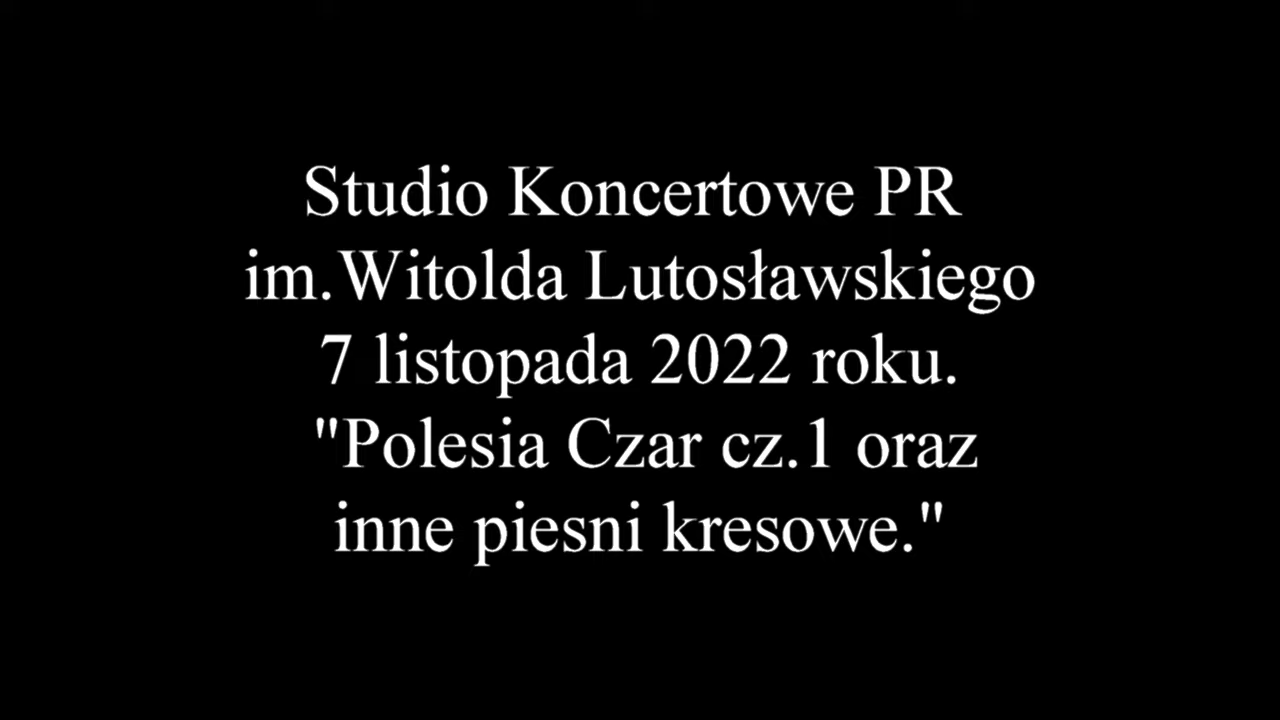 Studio Koncertowe PR
im.Witolda Lutosławskiego
7 listopada 2022 roku.
"Polesia Czar cz.1 oraz
inne piesni kresowe."